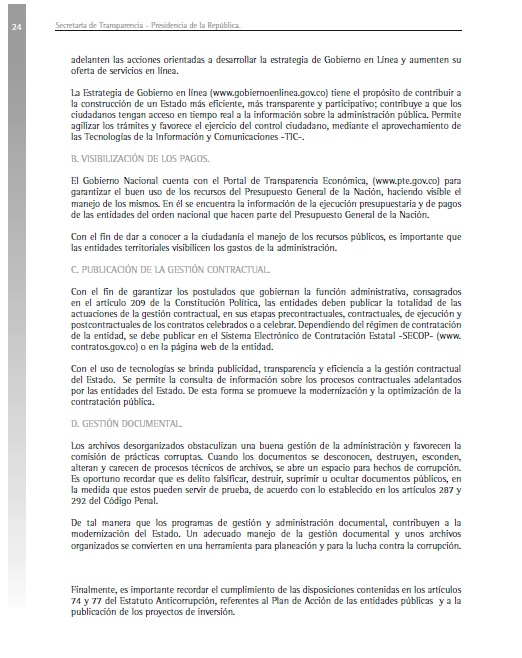 24
Secretaría de Transparencia - Presidencia de la República.
adelanten las acciones orientadas a desarrollar la estrategia de Gobierno en Línea y aumenten su
oferta de servicios en línea.
La Estrategia de Gobierno en línea (www.gobiernoenlinea.gov.co) tiene el propósito de contribuir a
la construcción de un Estado más eficiente, más transparente y participativo; contribuye a que los
ciudadanos tengan acceso en tiempo real a la información sobre la administración pública. Permite
agilizar los trámites y favorece el ejercicio del control ciudadano, mediante el aprovechamiento de
las Tecnologías de la Información y Comunicaciones -TIC-.
B. VISIBILIZACIÓN DE LOS PAGOS.
El Gobierno Nacional cuenta con el Portal de Transparencia Económica, (www.pte.gov.co) para
garantizar el buen uso de los recursos del Presupuesto General de la Nación, haciendo visible el
manejo de los mismos. En él se encuentra la información de la ejecución presupuestaria y de pagos
de las entidades del orden nacional que hacen parte del Presupuesto General de la Nación.
Con el fin de dar a conocer a la ciudadanía el manejo de los recursos públicos, es importante que
las entidades territoriales visibilicen los gastos de la administración.
C. PUBLICACIÓN DE LA GESTIÓN CONTRACTUAL.
Con el fin de garantizar los postulados que gobiernan la función administrativa, consagrados
en el artículo 209 de la Constitución Política, las entidades deben publicar la totalidad de las
actuaciones de la gestión contractual, en sus etapas precontractuales, contractuales, de ejecución y
postcontractuales de los contratos celebrados o a celebrar. Dependiendo del régimen de contratación
de la entidad, se debe publicar en el Sistema Electrónico de Contratación Estatal -SECOP- (www.
contratos.gov.co) o en la página web de la entidad.
Con el uso de tecnologías se brinda publicidad, transparencia y eficiencia a la gestión contractual
del Estado. Se permite la consulta de información sobre los procesos contractuales adelantados
por las entidades del Estado. De esta forma se promueve la modernización y la optimización de la
contratación pública.
D. GESTIÓN DOCUMENTAL.
Los archivos desorganizados obstaculizan una buena gestión de la administración y favorecen la
comisión de prácticas corruptas. Cuando los documentos se desconocen, destruyen, esconden,
alteran y carecen de procesos técnicos de archivos, se abre un espacio para hechos de corrupción.
Es oportuno recordar que es delito falsificar, destruir, suprimir u ocultar documentos públicos, en
la medida que estos pueden servir de prueba, de acuerdo con lo establecido en los artículos 287 y
292 del Código Penal.
De tal manera que los programas de gestión y administración documental, contribuyen a la
modernización del Estado. Un adecuado manejo de la gestión documental y unos archivos
organizados se convierten en una herramienta para planeación y para la lucha contra la corrupción.
Finalmente, es importante recordar el cumplimiento de las disposiciones contenidas en los artículos
74 y 77 del Estatuto Anticorrupción, referentes al Plan de Acción de las entidades públicas y a la
publicación de los proyectos de inversión.